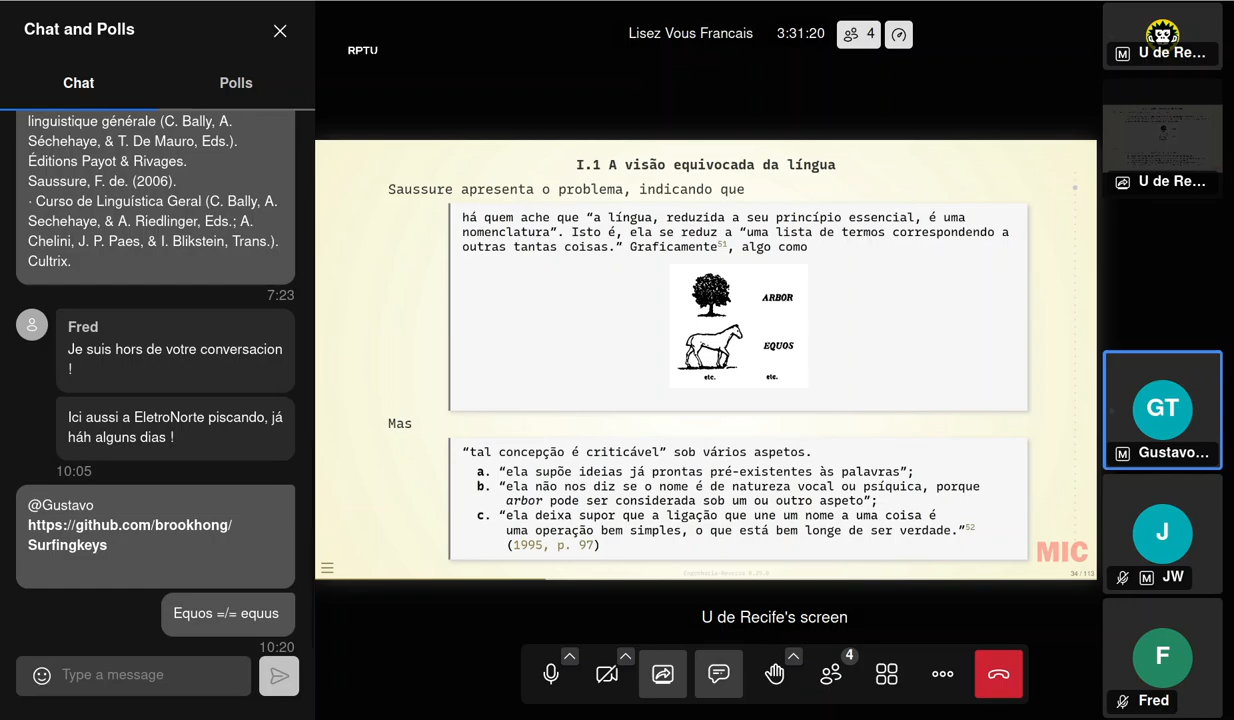 Chat and Polls
Chat
Polls
linguistique générale (C. Bally, A.
Séchehaye, & T. De Mauro, Eds.).
Éditions Payot & Rivages.
Saussure, F. de. (2006).
· Curso de Linguística Geral (C. Bally, A.
Sechehaye, & A. Riedlinger, Eds.; A.
Chelini, J. P. Paes, & I. Blikstein, Trans.).
Cultrix.
7:23
Fred
Je suis hors de votre conversacion
!
Ici aussi a EletroNorte piscando, já
háh alguns dias !
10:05
@Gustavo
https://github.com/brookhong/
Surfingkeys
Equos =/= equus
10:20
Type a message
RPTU
Lisez Vous Francais
3:31:20
4
I.1 A visão equivocada da língua
Saussure apresenta o problema, indicando que
há quem ache que “a língua, reduzida a seu princípio essencial, é uma
nomenclatura”. Isto é, ela se reduz a “uma lista de termos correspondendo a
outras tantas coisas.” Graficamente51, algo como
ARBOR
EQUOS
etc. etc.
Mas
“tal concepção é criticável” sob vários aspetos.
a. “ela supõe ideias já prontas pré-existentes às palavras”;
b. “ela não nos diz se o nome é de natureza vocal ou psíquica, porque
arbor pode ser considerada sob um ou outro aspeto”;
c. “ela deixa supor que a ligação que une um nome a uma coisa é
uma operação bem simples, o que está bem longe de ser verdade.”52
(1995, p. 97)
MIC
34 / 113
U de Recife's screen
4
U de Re...
U de Re...
GT
Gustavo...
J
JW
F
Fred